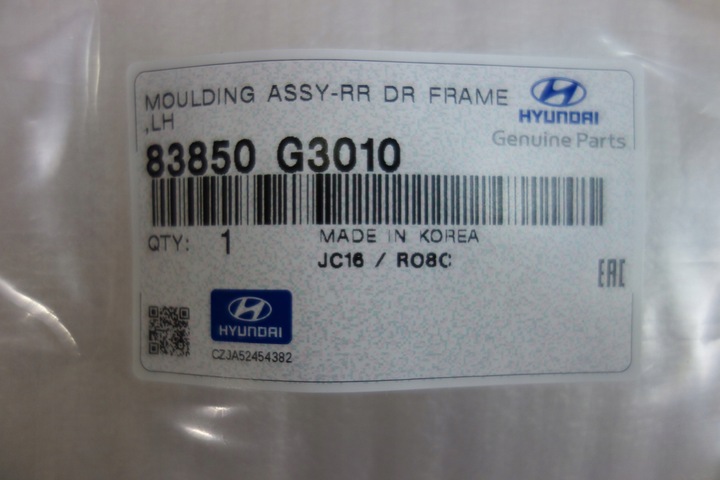 MOULDING ASSY-RR DR FRAME
,LH
HYUNDAI
Genuine Parts
83850 G3010
QTY: 1
MADE IN KOREA
JC16 / R08C
EAC
HYUNDAI
CZJA52454382